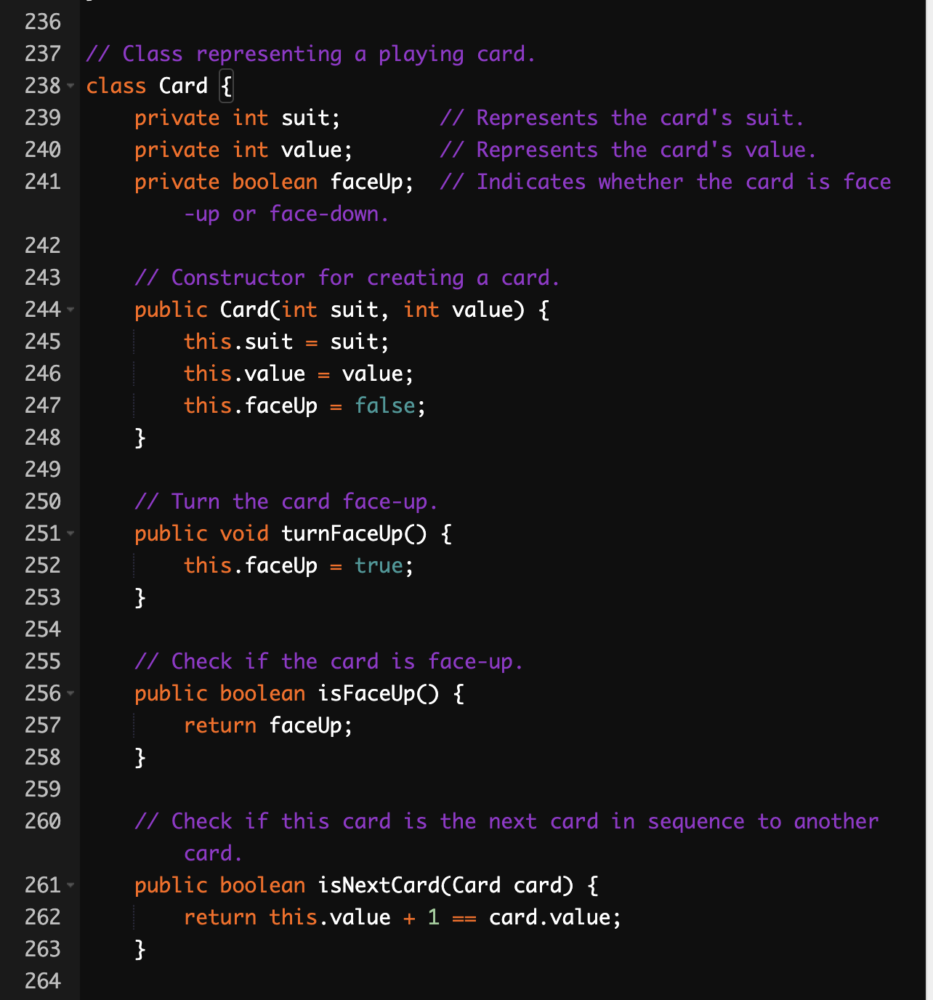 236
237 // Class representing a playing card.
238 class Card {
239     private int suit;        // Represents the card's suit.
240     private int value;       // Represents the card's value.
241     private boolean faceUp;  // Indicates whether the card is face
        -up or face-down.
242
243     // Constructor for creating a card.
244     public Card(int suit, int value) {
245         this.suit = suit;
246         this.value = value;
247         this.faceUp = false;
248     }
249
250     // Turn the card face-up.
251     public void turnFaceUp() {
252         this.faceUp = true;
253     }
254
255     // Check if the card is face-up.
256     public boolean isFaceUp() {
257         return faceUp;
258     }
259
260     // Check if this card is the next card in sequence to another
        card.
261     public boolean isNextCard(Card card) {
262         return this.value + 1 == card.value;
263     }
264